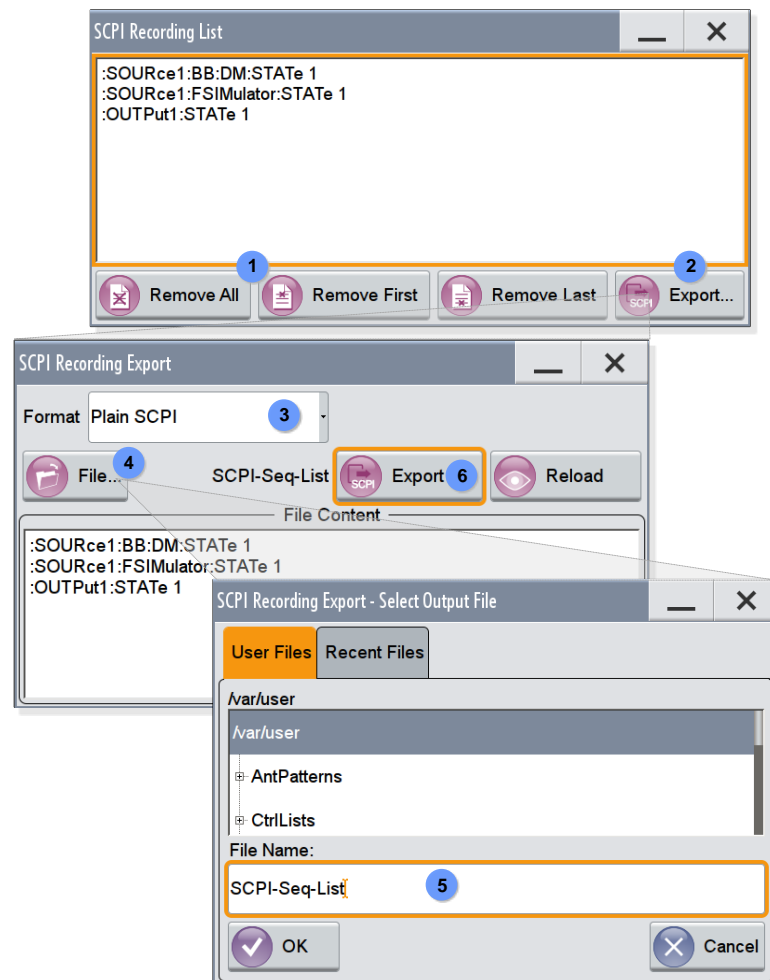 SCPI Recording List
:SOURce1:BB:DM:STATe 1
:SOURce1:FSIMulator:STATe 1
:OUTPut1:STATe 1
1
2
Remove All
Remove First
Remove Last
SCPI
Export...
SCPI Recording Export
Format Plain SCPI
3
File...
4
SCPI-Seq-List
SCPI
Export
6
Reload
File Content
:SOURce1:BB:DM:STATe 1
:SOURce1:FSIMulator:STATe 1
:OUTPut1:STATe 1
SCPI Recording Export - Select Output File
User Files
Recent Files
/var/user
/var/user
AntPatterns
CtrlLists
File Name:
SCPI-Seq-List
5
OK
Cancel